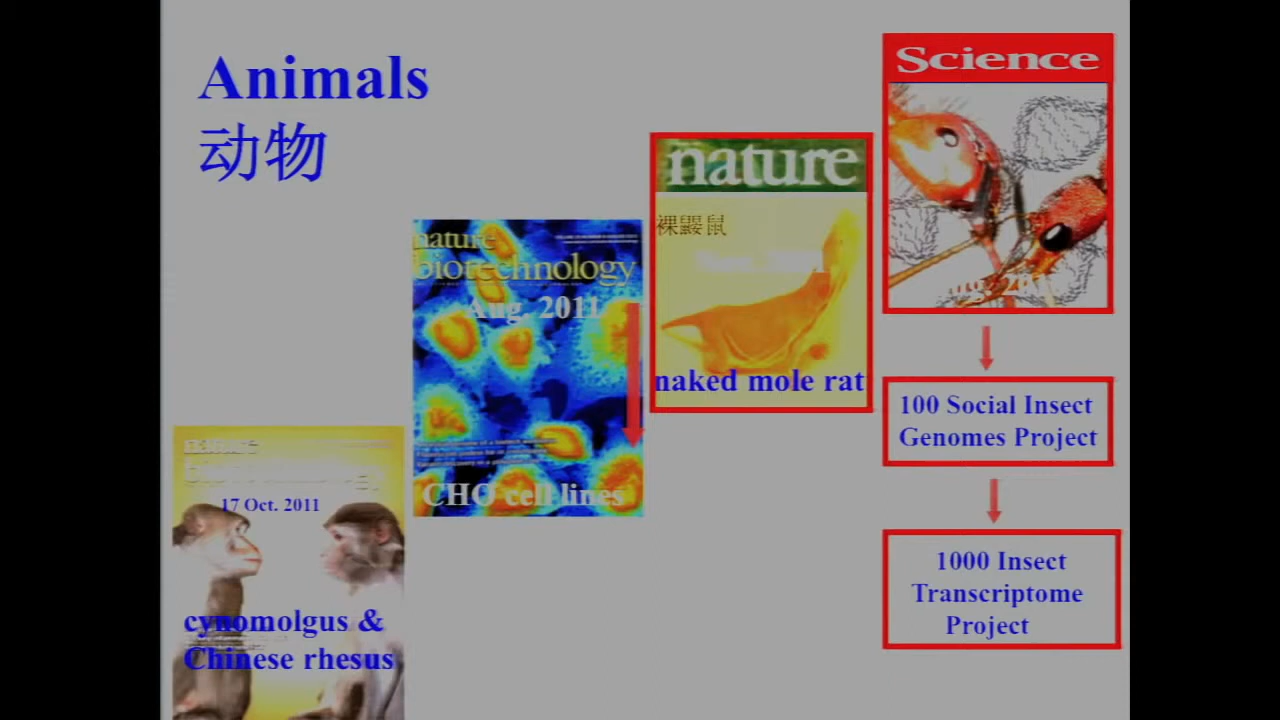 Animals
动物
Science
nature
裸鼹鼠
naked mole rat
nature
biotechnology
Aug. 2011
CHO cell lines
nature
17 Oct. 2011
cynomolgus &
Chinese rhesus
100 Social Insect
Genomes Project
1000 Insect
Transcriptome
Project